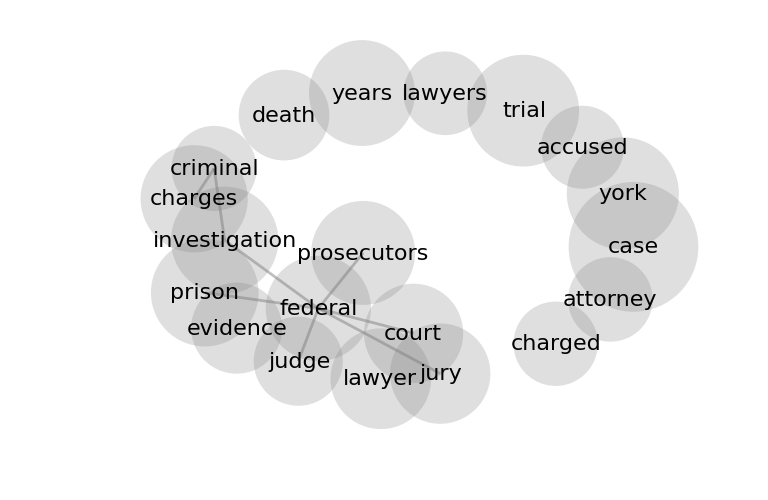 years
lawyers
trial
death
accused
criminal
york
charges
investigation
case
prosecutors
prison
attorney
federal
evidence
court
charged
judge
jury
lawyer